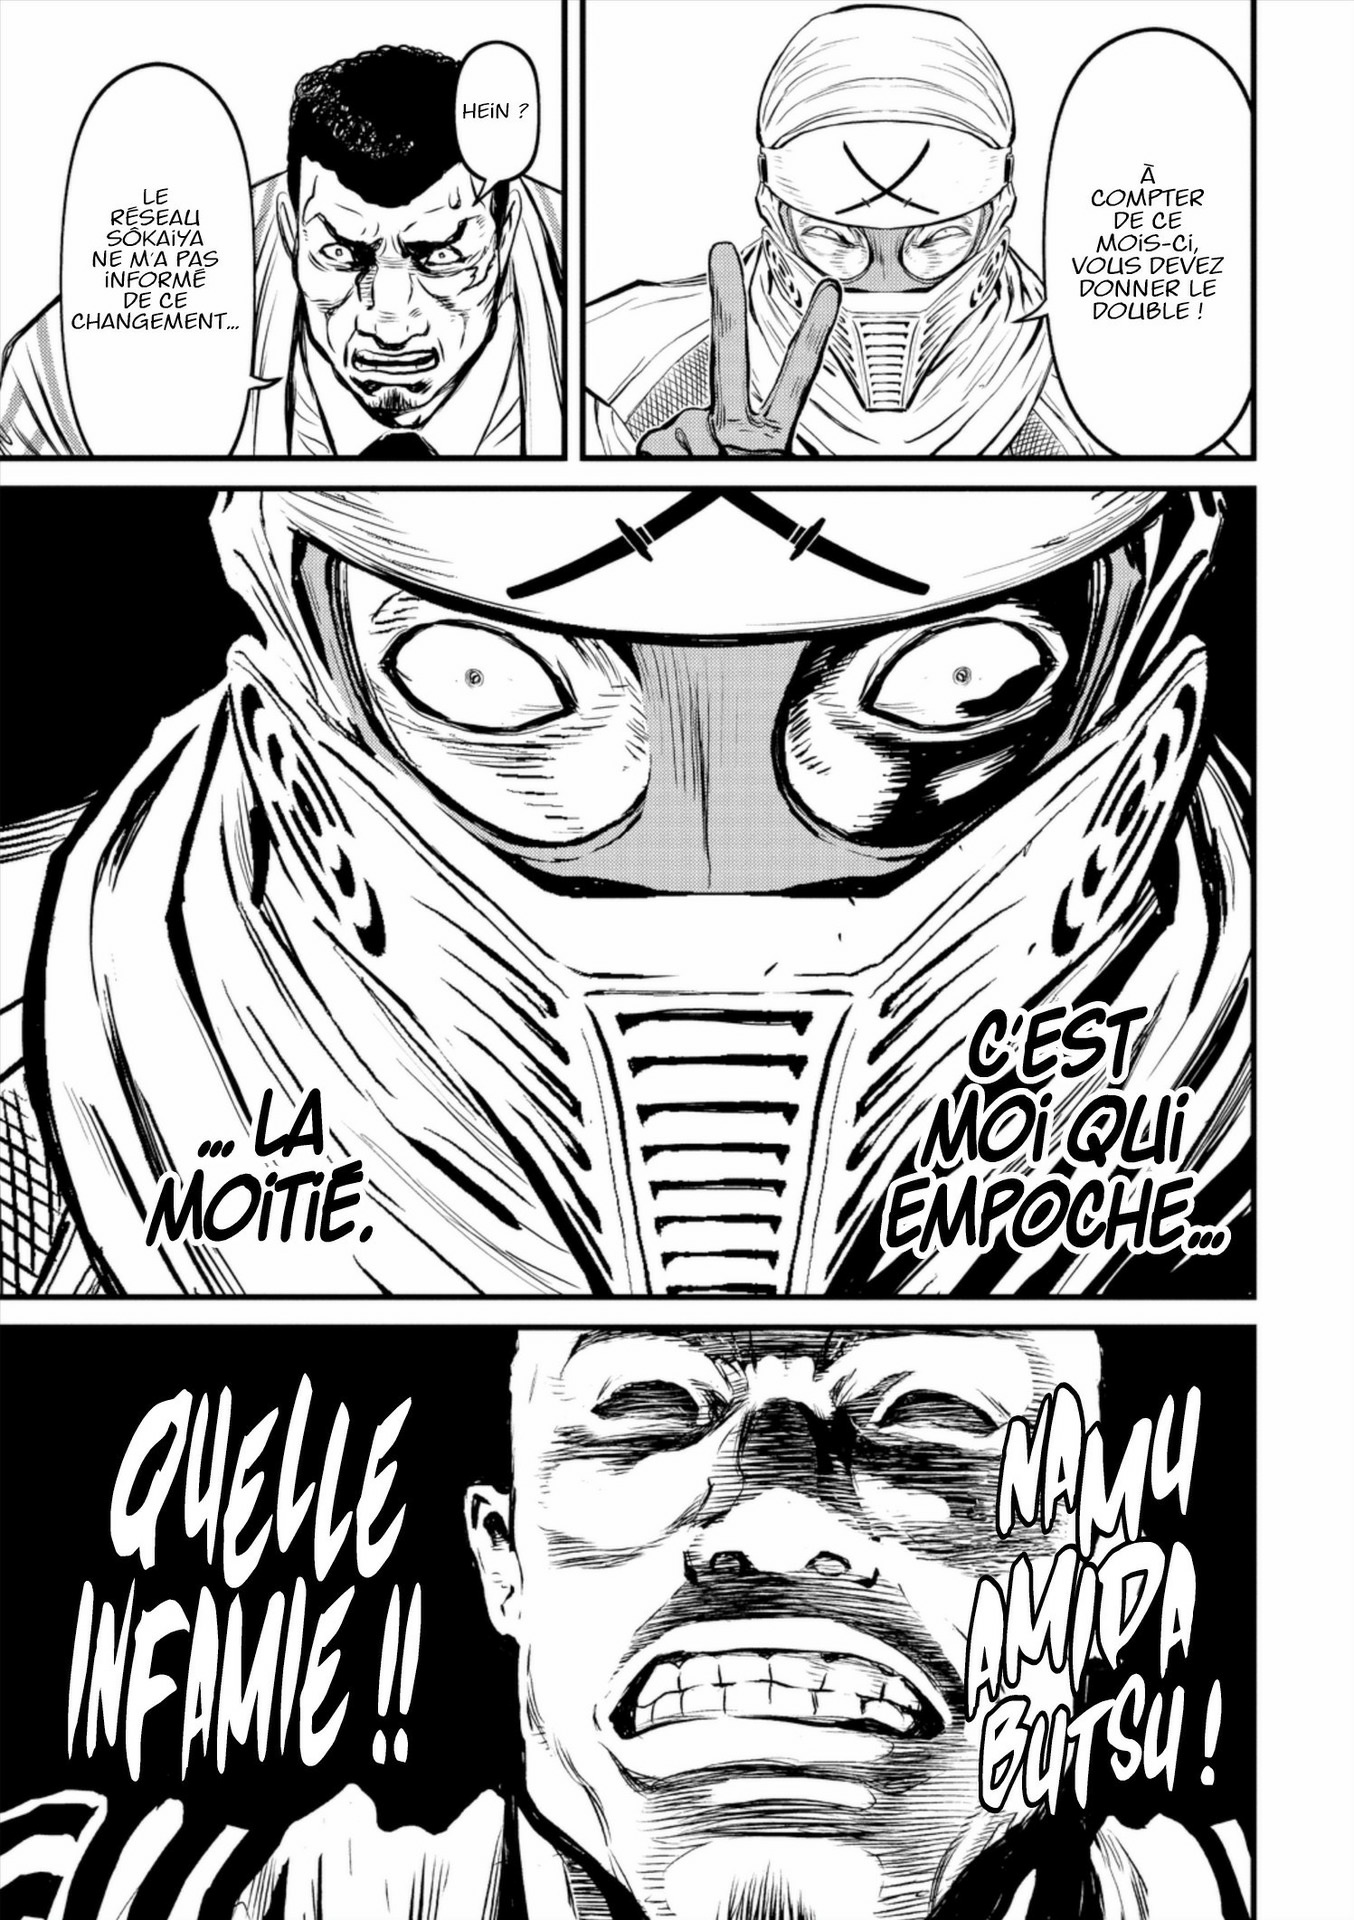 À
COMPTER
DE CE
MOIS-CI,
VOUS DEVEZ
DONNER LE
DOUBLE !
HEIN ?
LE
RÉSEAU
SÔKAIYA
NE M'A PAS
INFORMÉ
DE CE
CHANGEMENT...
C'EST
MOI QUI
EMPOCHE...
... LA
MOITIÉ.
NAMU
AMIDA
BUTSU !
QUELLE
INFAMIE !!